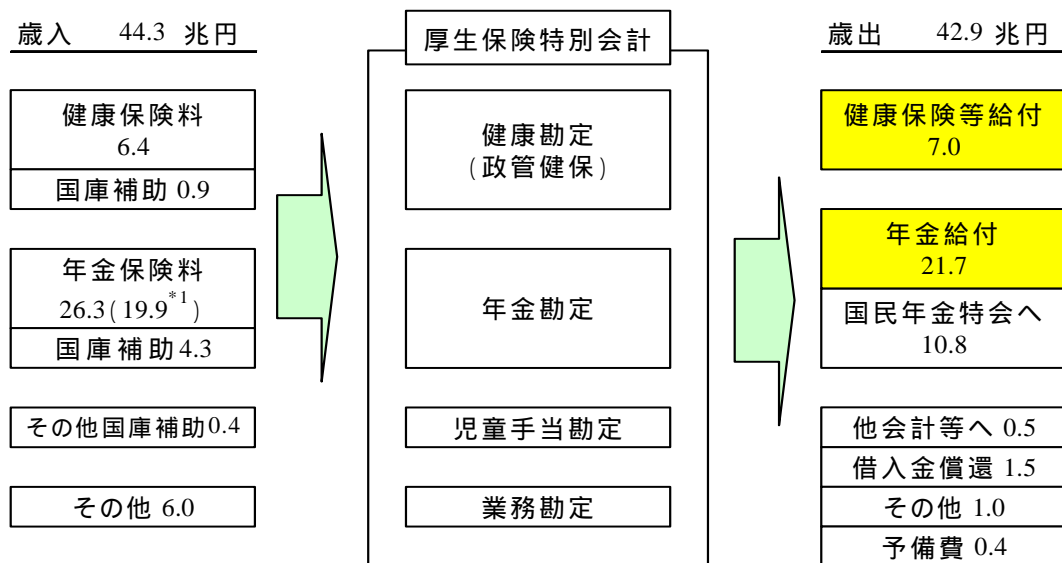 歳入 44.3 兆円
健康保険料
6.4
国庫補助 0.9
年金保険料
26.3(19.9*1)
国庫補助 4.3
その他国庫補助0.4
その他 6.0
厚生保険特別会計
健康勘定
(政管健保)
年金勘定
児童手当勘定
業務勘定
歳出 42.9 兆円
健康保険等給付
7.0
年金給付
21.7
国民年金特会へ
10.8
他会計等へ 0.5
借入金償還 1.5
その他 1.0
予備費 0.4